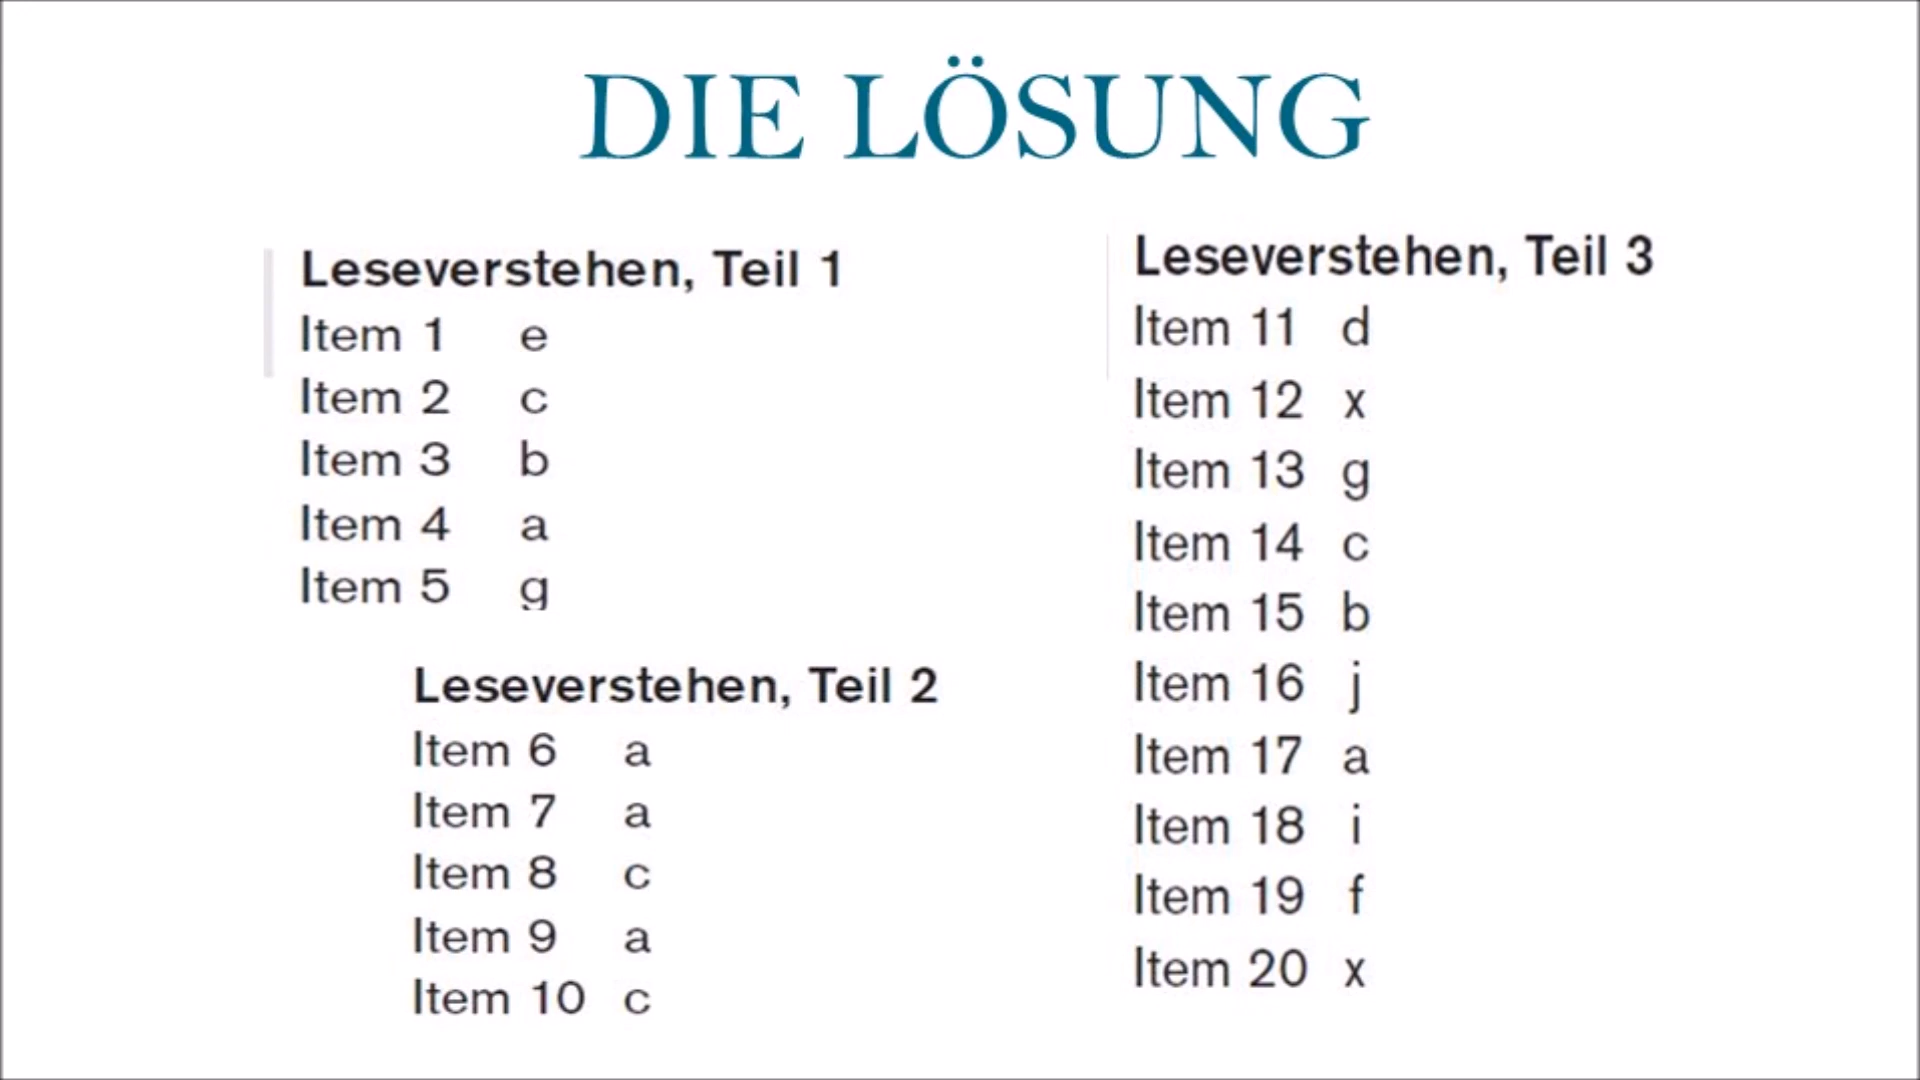 DIE LÖSUNG
Leseverstehen, Teil 1
Item 1 e
Item 2 c
Item 3 b
Item 4 a
Item 5 g
Leseverstehen, Teil 2
Item 6 a
Item 7 a
Item 8 c
Item 9 a
Item 10 c
Leseverstehen, Teil 3
Item 11 d
Item 12 x
Item 13 g
Item 14 c
Item 15 b
Item 16 j
Item 17 a
Item 18 i
Item 19 f
Item 20 x